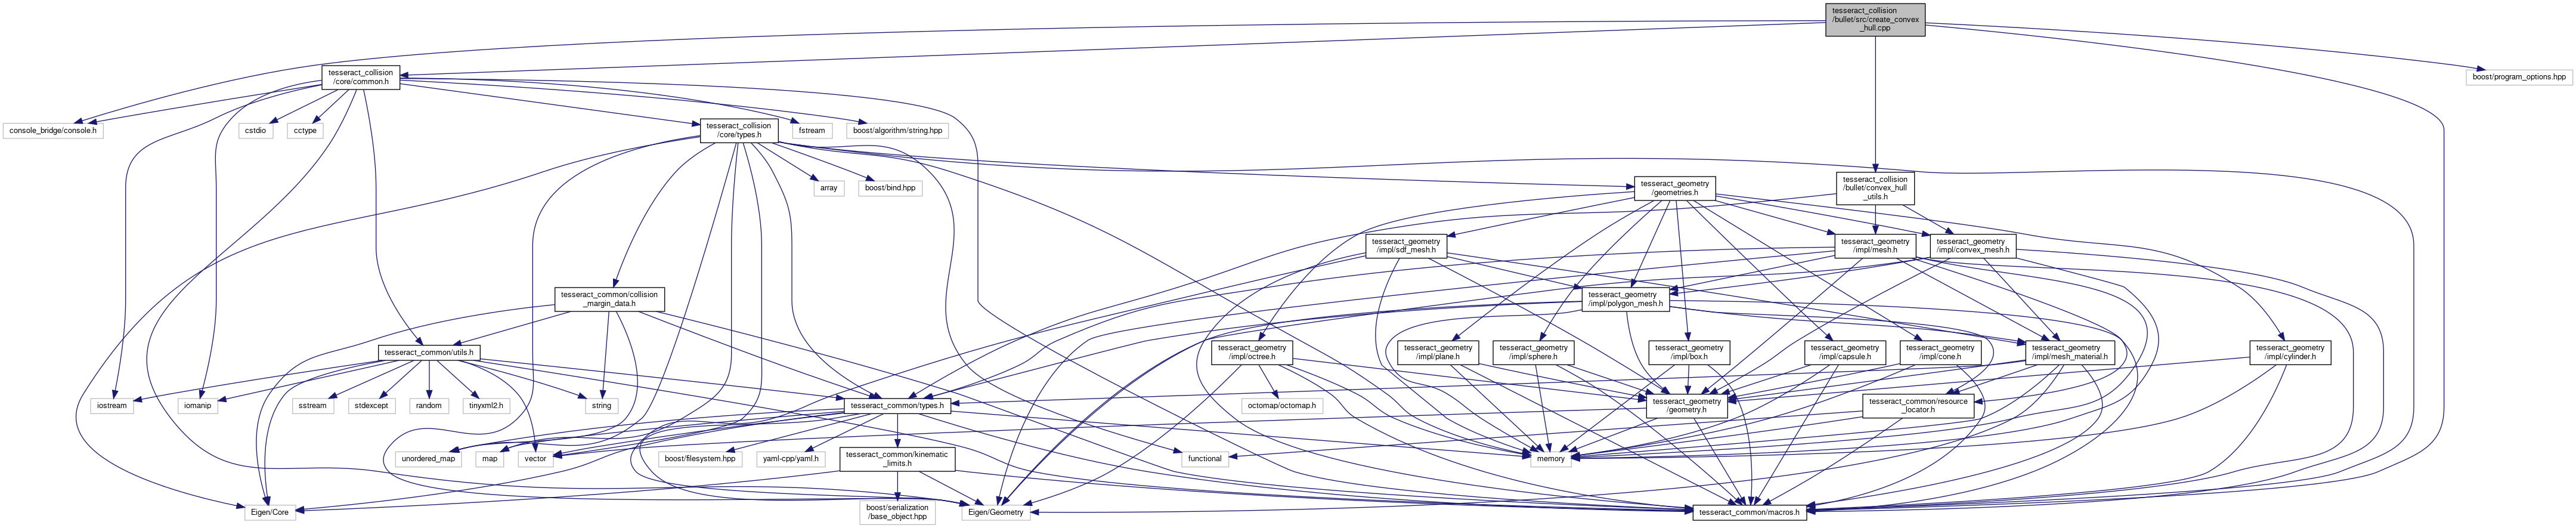 tesseract_collision
/bullet/src/create_convex
_hull.cpp
tesseract_collision
/core/common.h
boost/program_options.hpp
console_bridge/console.h
cstdio
cctype
tesseract_collision
/core/types.h
fstream
boost/algorithm/string.hpp
array
boost/bind.hpp
tesseract_geometry
/geometries.h
tesseract_collision
/bullet/convex_hull
_utils.h
tesseract_geometry
/impl/sdf_mesh.h
tesseract_geometry
/impl/mesh.h
tesseract_geometry
/impl/convex_mesh.h
tesseract_common/collision
_margin_data.h
tesseract_geometry
/impl/polygon_mesh.h
tesseract_common/utils.h
tesseract_geometry
/impl/octree.h
tesseract_geometry
/impl/plane.h
tesseract_geometry
/impl/sphere.h
tesseract_geometry
/impl/box.h
tesseract_geometry
/impl/capsule.h
tesseract_geometry
/impl/cone.h
tesseract_geometry
/impl/mesh_material.h
tesseract_geometry
/impl/cylinder.h
iostream
iomanip
sstream
stdexcept
random
tinyxml2.h
string
tesseract_common/types.h
octomap/octomap.h
tesseract_geometry
/geometry.h
tesseract_common/resource
_locator.h
unordered_map
map
vector
boost/filesystem.hpp
yaml-cpp/yaml.h
tesseract_common/kinematic
_limits.h
functional
memory
Eigen/Core
boost/serialization
/base_object.hpp
Eigen/Geometry
tesseract_common/macros.h